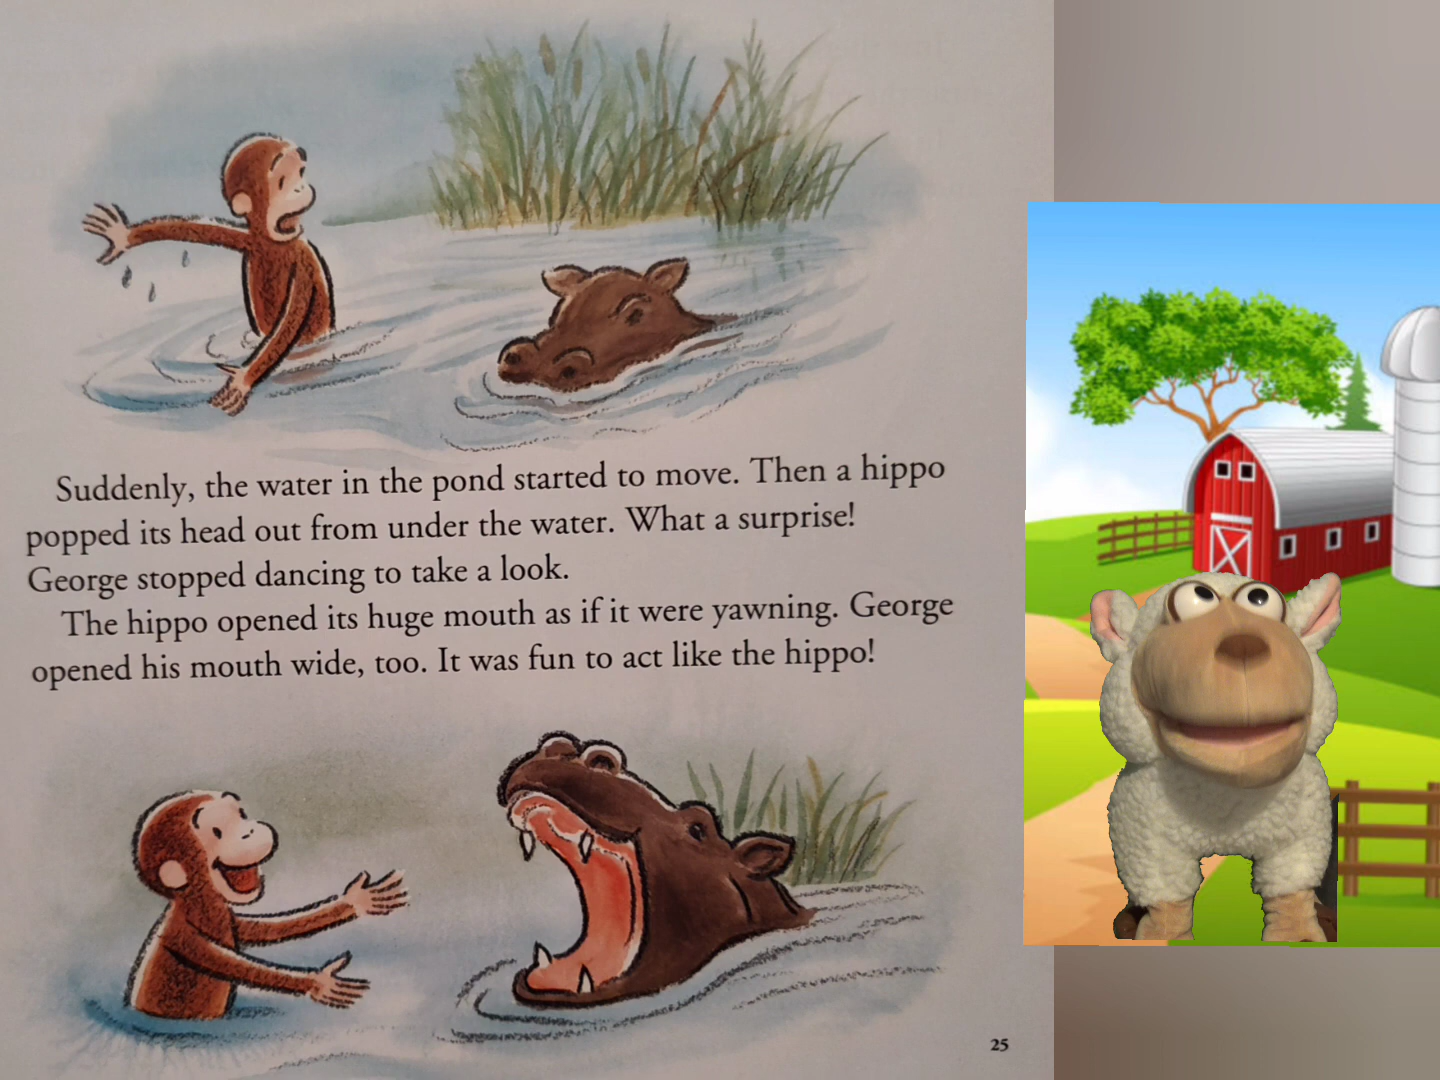 Suddenly, the water in the pond started to move. Then a hippo
popped its head out from under the water. What a surprise!
George stopped dancing to take a look.
The hippo opened its huge mouth as if it were yawning. George
opened his mouth wide, too. It was fun to act like the hippo!
25